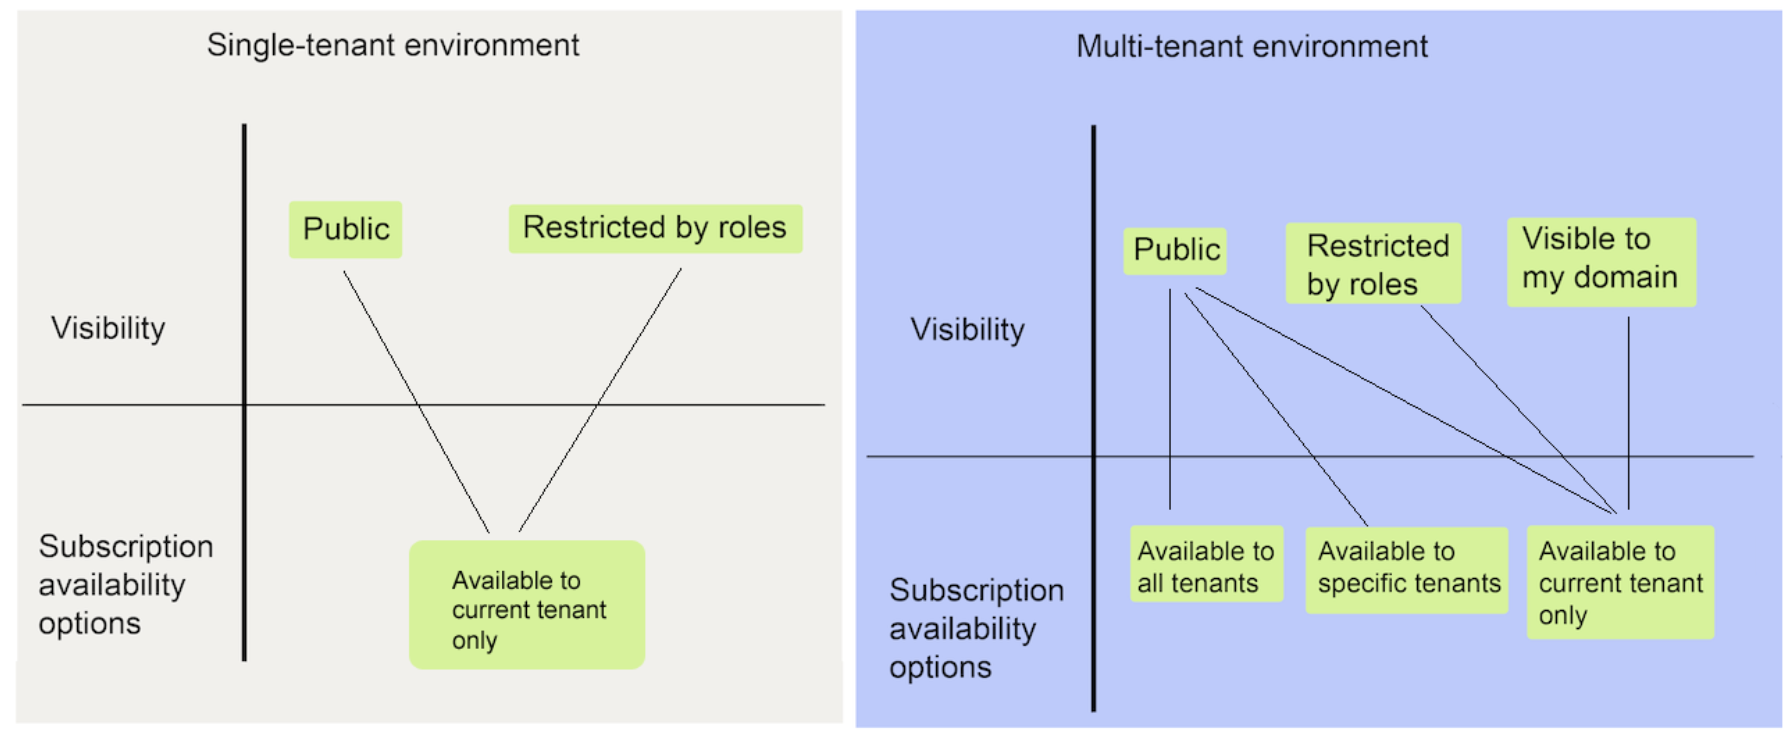 Single-tenant environment
Public
Restricted by roles
Visibility
Subscription
availability
options
Available to
current tenant
only
Multi-tenant environment
Public
Restricted
by roles
Visible to
my domain
Visibility
Subscription
availability
options
Available to
all tenants
Available to
specific tenants
Available to
current tenant
only